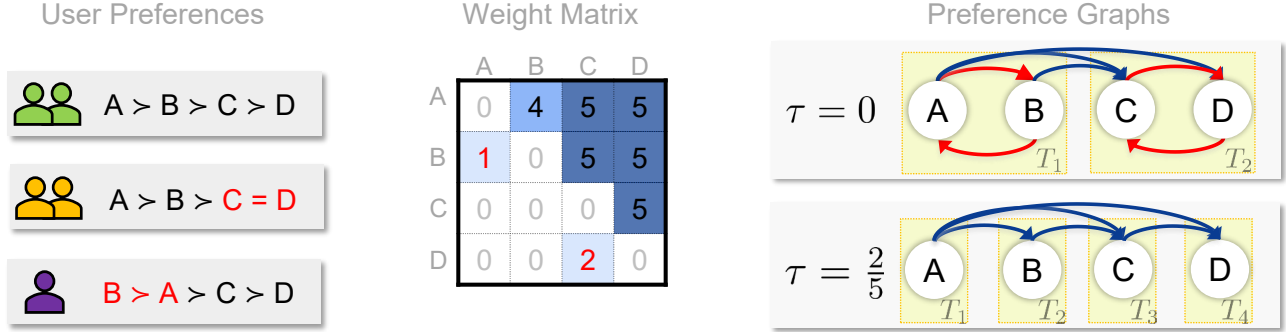 User Preferences
Weight Matrix
Preference Graphs
A ≻ B ≻ C ≻ D
A ≻ B ≻ C = D
B ≻ A ≻ C ≻ D
A B C D
A 0 4 5 5
B 1 0 5 5
C 0 0 0 5
D 0 0 2 0
τ = 0
A B C D
T₁ T₂
τ = 2/5
A B C D
T₁ T₂ T₃ T₄